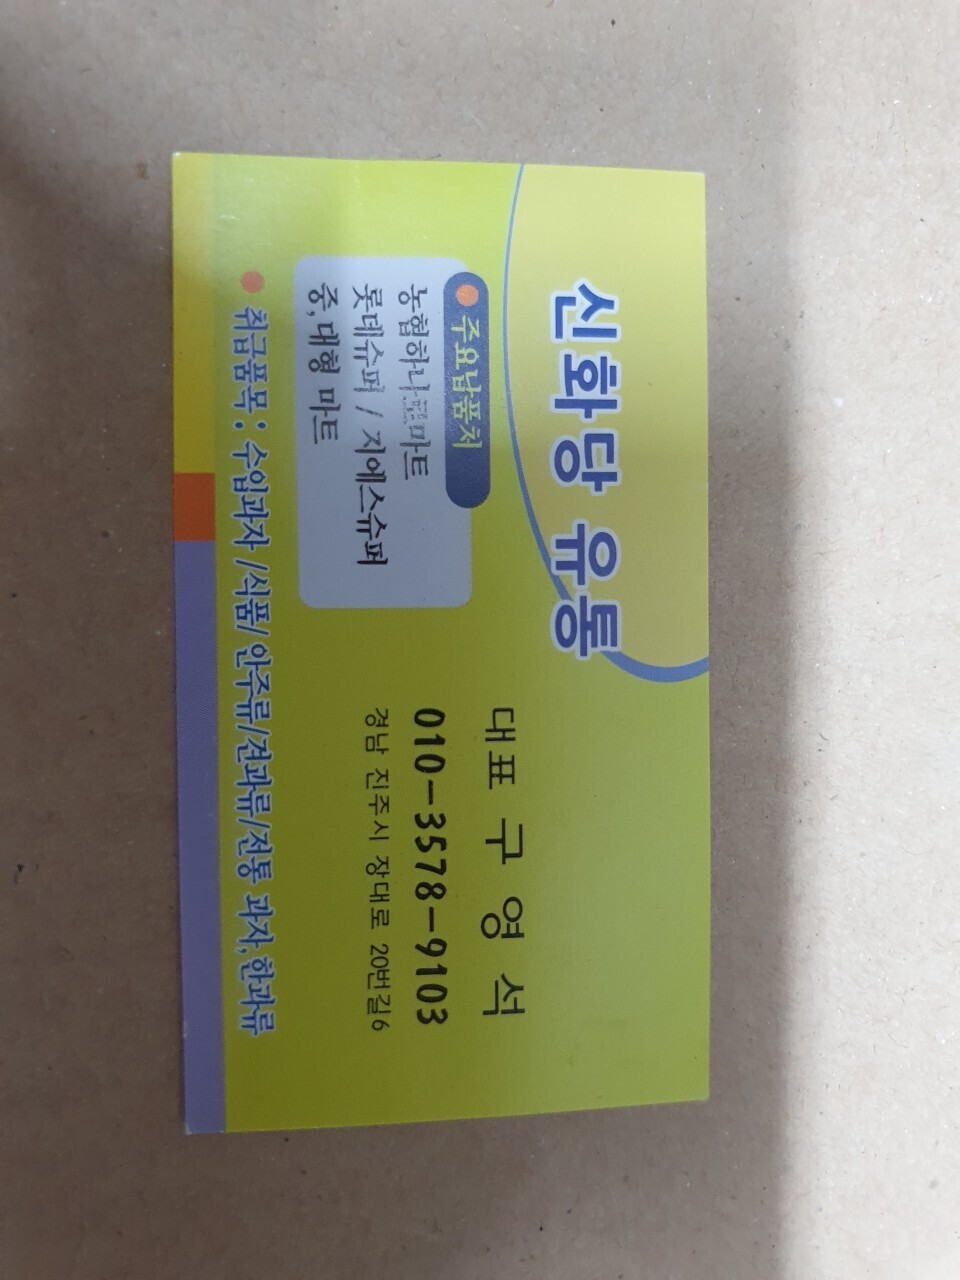 신화당 유통
대표 구영석
010-3578-9103
경남 진주시 장대로 20번길6
주요납품처
농협하나로마트
롯데슈퍼 / 지에스슈퍼
중,대형 마트
취급품목 : 수입과자 /식품/ 안주류/견과류/전통 과자,한과류